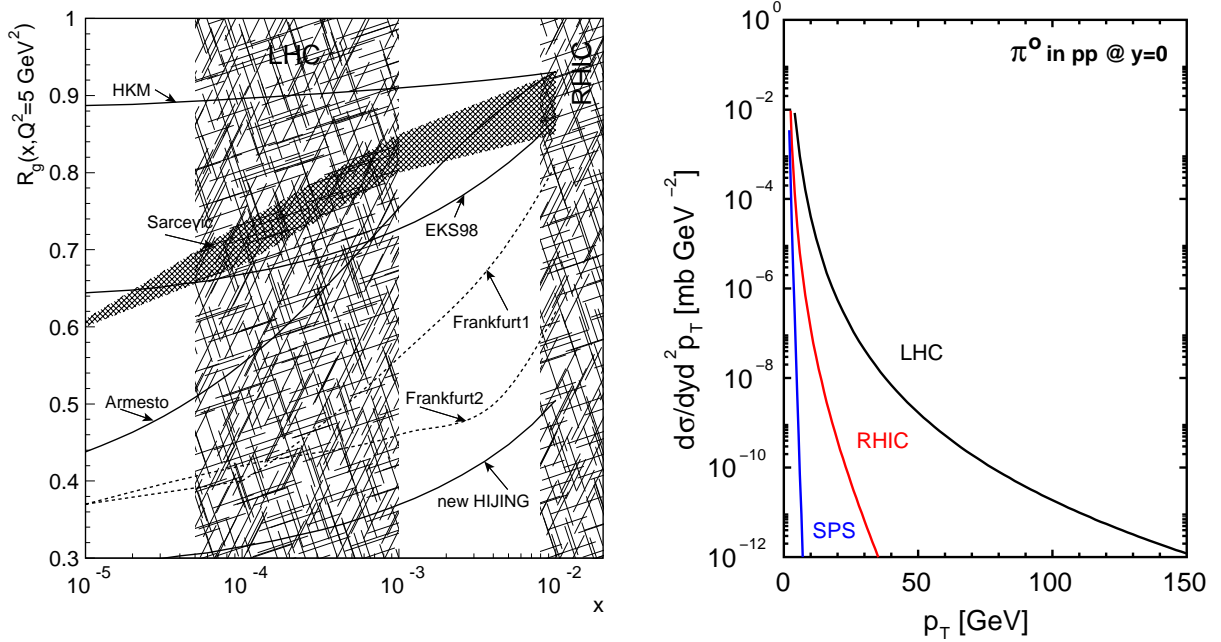 R_g(x,Q^2=5 GeV^2)
1
0.9
0.8
0.7
0.6
0.5
0.4
0.3
10^-5
10^-4
10^-3
10^-2
x
LHC
RHIC
HKM
Sarcevic
EKS98
Armesto
Frankfurt1
Frankfurt2
new HIJING
dσ/dyd^2p_T [mb GeV^-2]
10^0
10^-2
10^-4
10^-6
10^-8
10^-10
10^-12
0
50
100
150
p_T [GeV]
π^o in pp @ y=0
LHC
RHIC
SPS